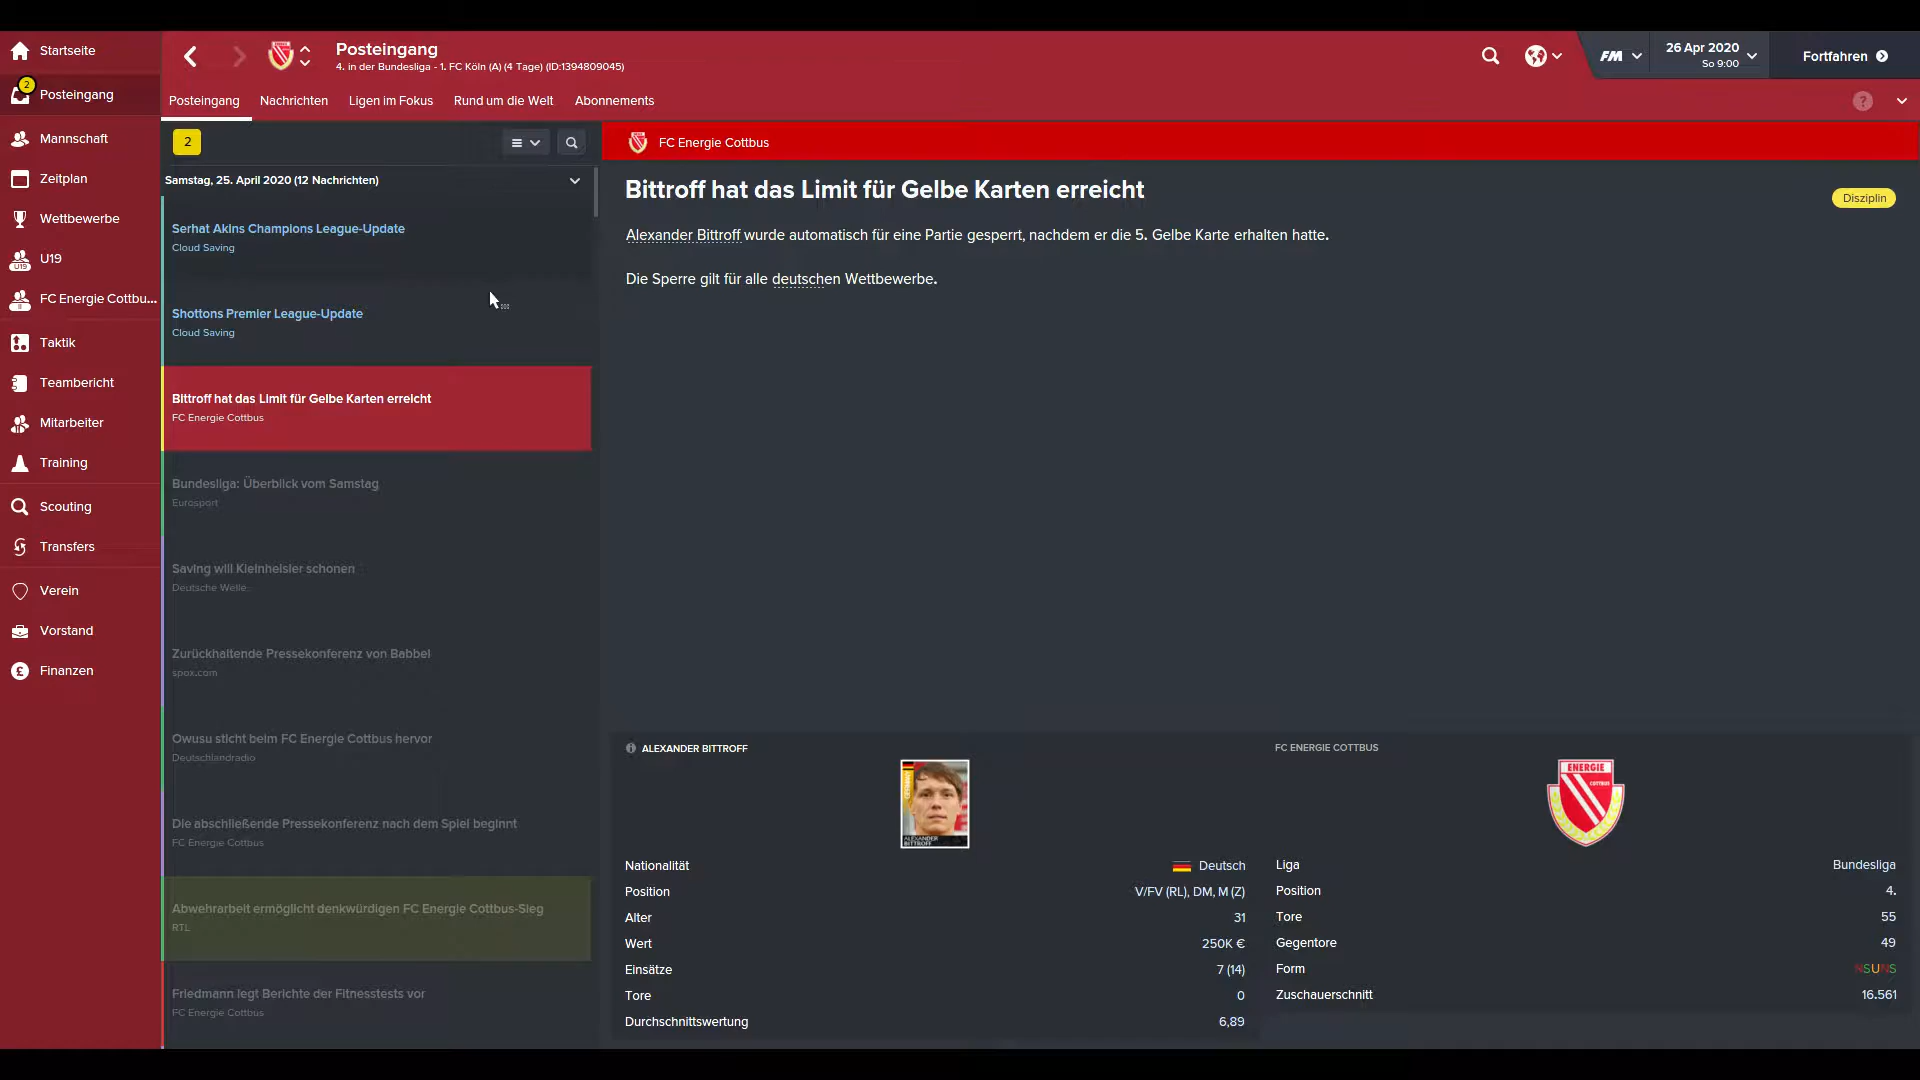 Startseite
2
Posteingang
Mannschaft
Zeitplan
Wettbewerbe
U19
U19
FC Energie Cottbu...
II
Taktik
Teambericht
Mitarbeiter
Training
Scouting
Transfers
Verein
Vorstand
Finanzen
Posteingang
4. in der Bundesliga - 1. FC Köln (A) (4 Tage) (ID:1394809045)
FM
26 Apr 2020
So 9:00
Fortfahren
Posteingang
Nachrichten
Ligen im Fokus
Rund um die Welt
Abonnements
?
2
Samstag, 25. April 2020 (12 Nachrichten)
Serhat Akins Champions League-Update
Cloud Saving
Shottons Premier League-Update
Cloud Saving
Bittroff hat das Limit für Gelbe Karten erreicht
FC Energie Cottbus
Bundesliga: Überblick vom Samstag
Eurosport
Saving will Kleinheisler schonen
Deutsche Welle
Zurückhaltende Pressekonferenz von Babbel
spox.com
Owusu sticht beim FC Energie Cottbus hervor
Deutschlandradio
Die abschließende Pressekonferenz nach dem Spiel beginnt
FC Energie Cottbus
Abwehrarbeit ermöglicht denkwürdigen FC Energie Cottbus-Sieg
RTL
Friedmann legt Berichte der Fitnesstests vor
FC Energie Cottbus
FC Energie Cottbus
Bittroff hat das Limit für Gelbe Karten erreicht
Disziplin
Alexander Bittroff wurde automatisch für eine Partie gesperrt, nachdem er die 5. Gelbe Karte erhalten hatte.
Die Sperre gilt für alle deutschen Wettbewerbe.
ALEXANDER BITTROFF
ALEXANDER
BITTROFF
Nationalität Deutsch
Position V/FV (RL), DM, M (Z)
Alter 31
Wert 250K €
Einsätze 7 (14)
Tore 0
Durchschnittswertung 6,89
FC ENERGIE COTTBUS
ENERGIE
COTTBUS
Liga Bundesliga
Position 4.
Tore 55
Gegentore 49
Form NSUNS
Zuschauerschnitt 16.561